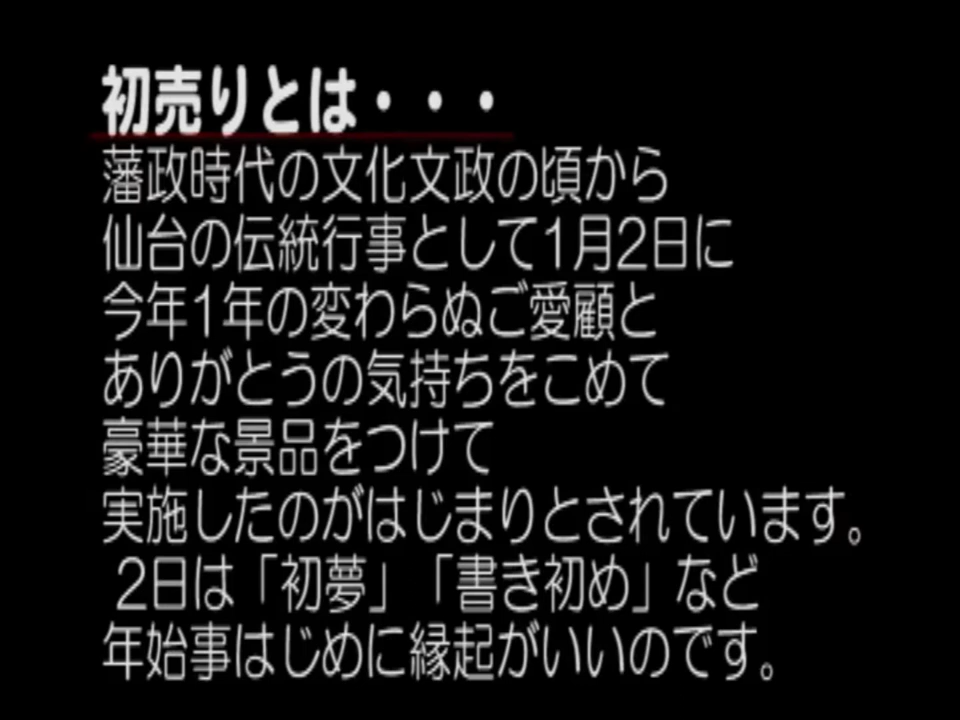 初売りとは・・・
藩政時代の文化文政の頃から
仙台の伝統行事として1月2日に
今年1年の変わらぬご愛顧と
ありがとうの気持ちをこめて
豪華な景品をつけて
実施したのがはじまりとされています。
2日は「初夢」「書き初め」など
年始事はじめに縁起がいいのです。